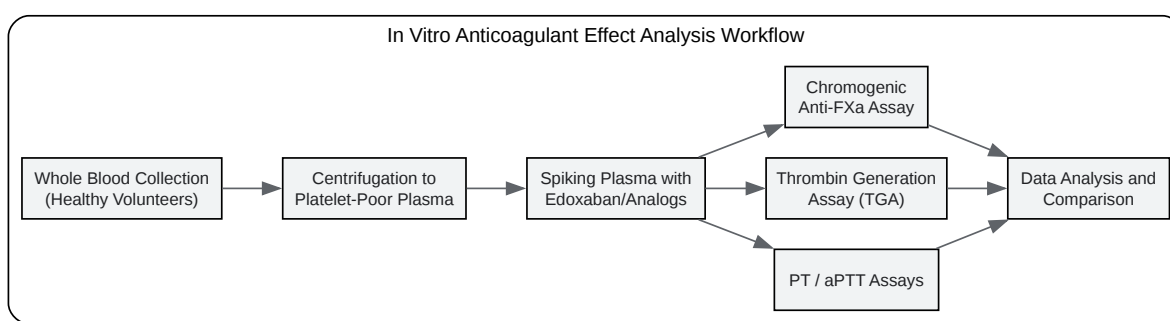 In Vitro Anticoagulant Effect Analysis Workflow
Whole Blood Collection
(Healthy Volunteers)
Centrifugation to
Platelet-Poor Plasma
Spiking Plasma with
Edoxaban/Analogs
Chromogenic
Anti-FXa Assay
Thrombin Generation
Assay (TGA)
PT / aPTT Assays
Data Analysis and
Comparison